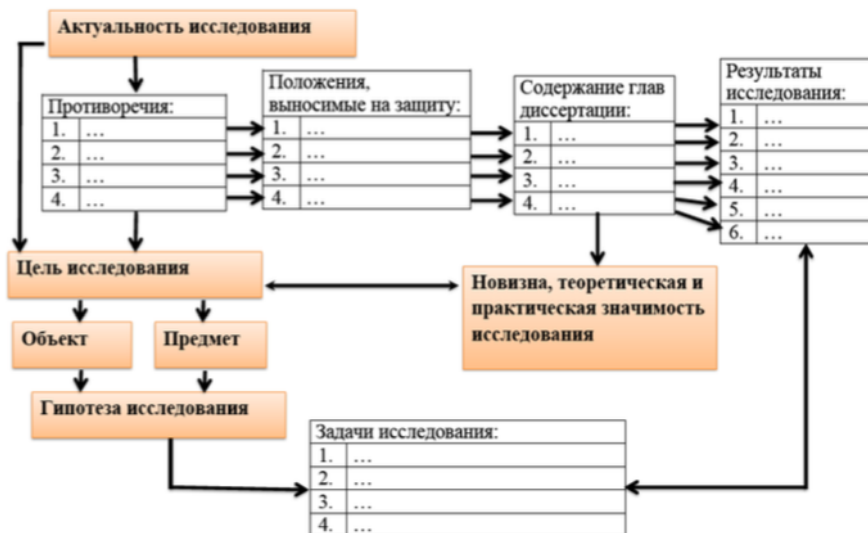 Актуальность исследования
Противоречия:
1. ...
2. ...
3. ...
4. ...
Положения,
выносимые на защиту:
1. ...
2. ...
3. ...
4. ...
Содержание глав
диссертации:
1. ...
2. ...
3. ...
4. ...
Результаты
исследования:
1. ...
2. ...
3. ...
4. ...
5. ...
6. ...
Цель исследования
Объект
Предмет
Гипотеза исследования
Новизна, теоретическая и
практическая значимость
исследования
Задачи исследования:
1. ...
2. ...
3. ...
4. ...